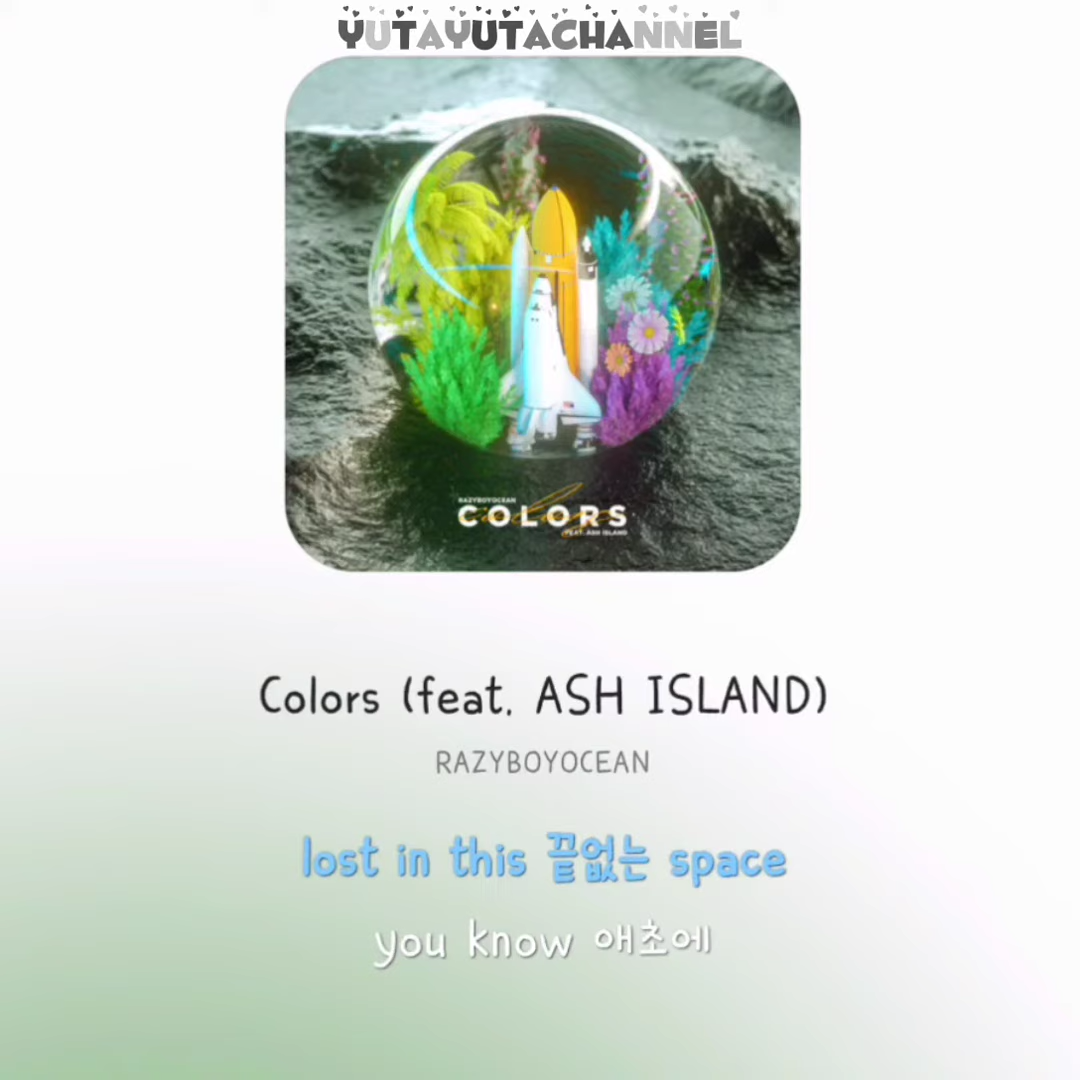 YUTAYUTACHANNEL
RAZYBOYOCEAN
COLORS
FEAT. ASH ISLAND
Colors (feat. ASH ISLAND)
RAZYBOYOCEAN
lost in this 끝없는 space
you know 애초에